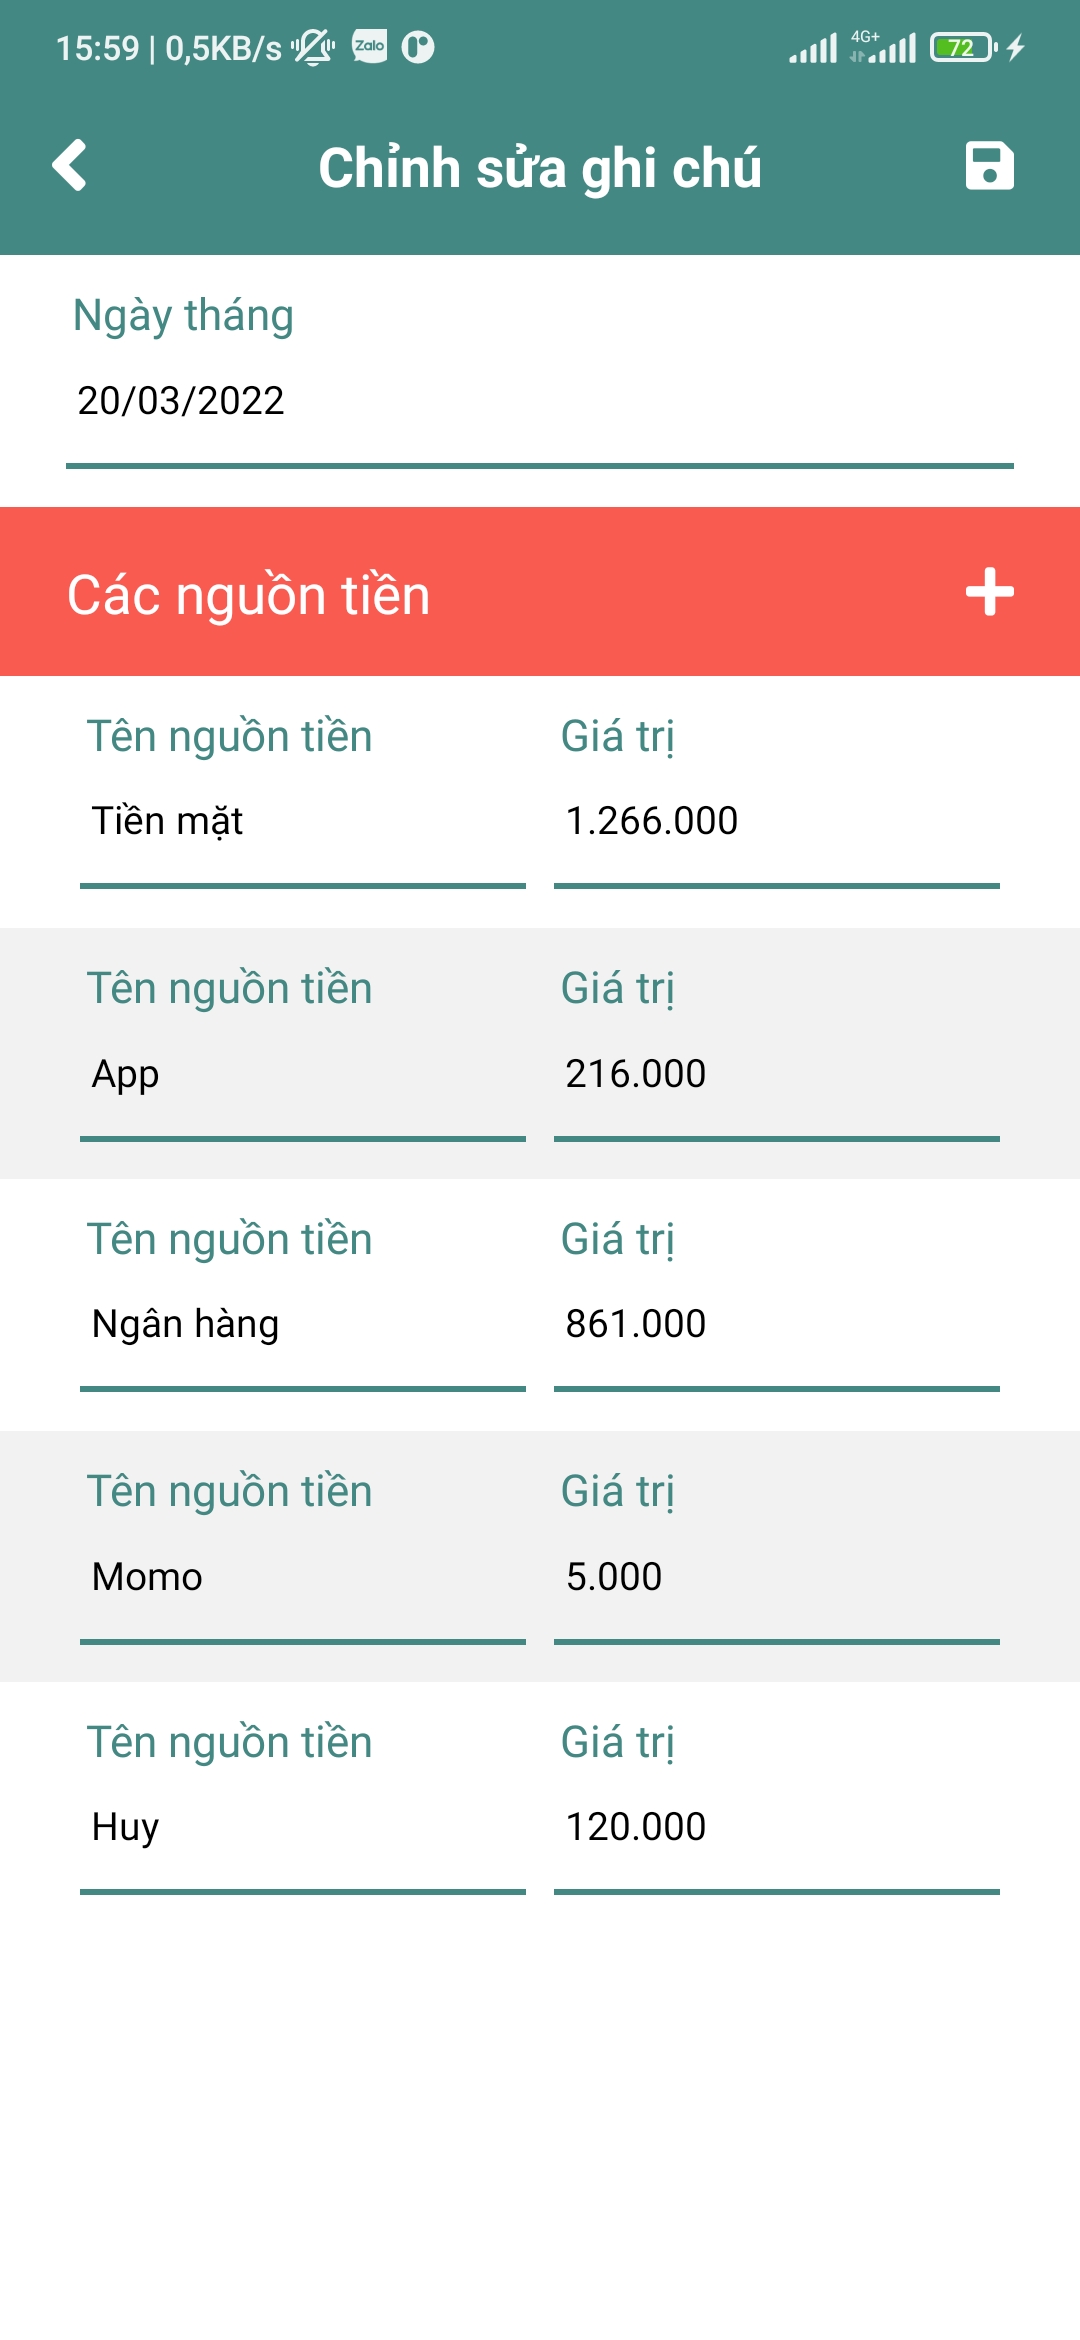 15:59 | 0,5KB/s Zalo 4G+ 72
Chỉnh sửa ghi chú
Ngày tháng
20/03/2022
Các nguồn tiền
Tên nguồn tiền Giá trị
Tiền mặt 1.266.000
Tên nguồn tiền Giá trị
App 216.000
Tên nguồn tiền Giá trị
Ngân hàng 861.000
Tên nguồn tiền Giá trị
Momo 5.000
Tên nguồn tiền Giá trị
Huy 120.000